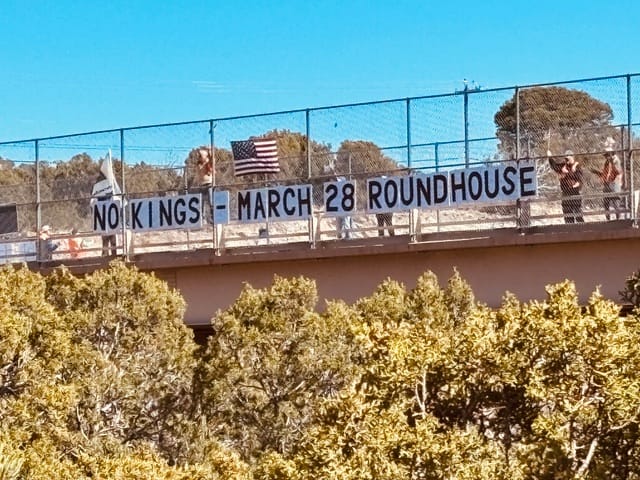 NO KINGS - MARCH 28 ROUNDHOUSE